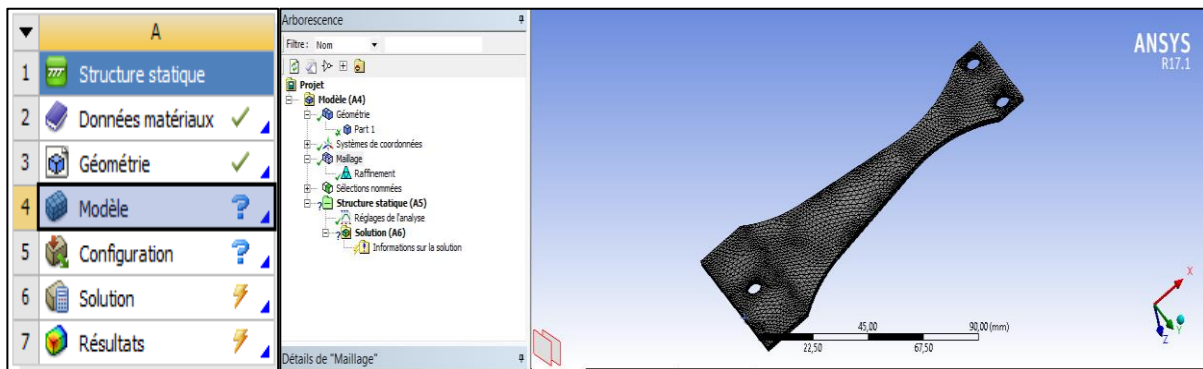 A
1 Structure statique
2 Données matériaux
3 Géométrie
4 Modèle ?
5 Configuration ?
6 Solution
7 Résultats
Arborescence
Filtre : Nom
Projet
Modèle (A4)
Géométrie
Part 1
Systèmes de coordonnées
Maillage
Raffinement
Sélections nommées
? Structure statique (A5)
Réglages de l'analyse
? Solution (A6)
Informations sur la solution
Détails de "Maillage"
ANSYS
R17.1
45,00 90,00 (mm)
22,50 67,50
X
Y
Z